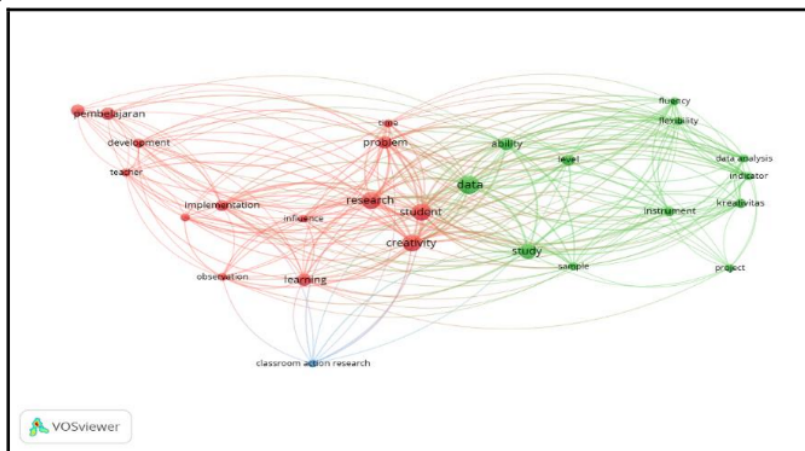 fluency
flexibility
pembelajaran
time
development
problem
ability
level
data analysis
teacher
indicator
data
research
kreativitas
implementation
student
instrument
influence
creativity
study
sample
project
observation
learning
classroom action research
VOSviewer